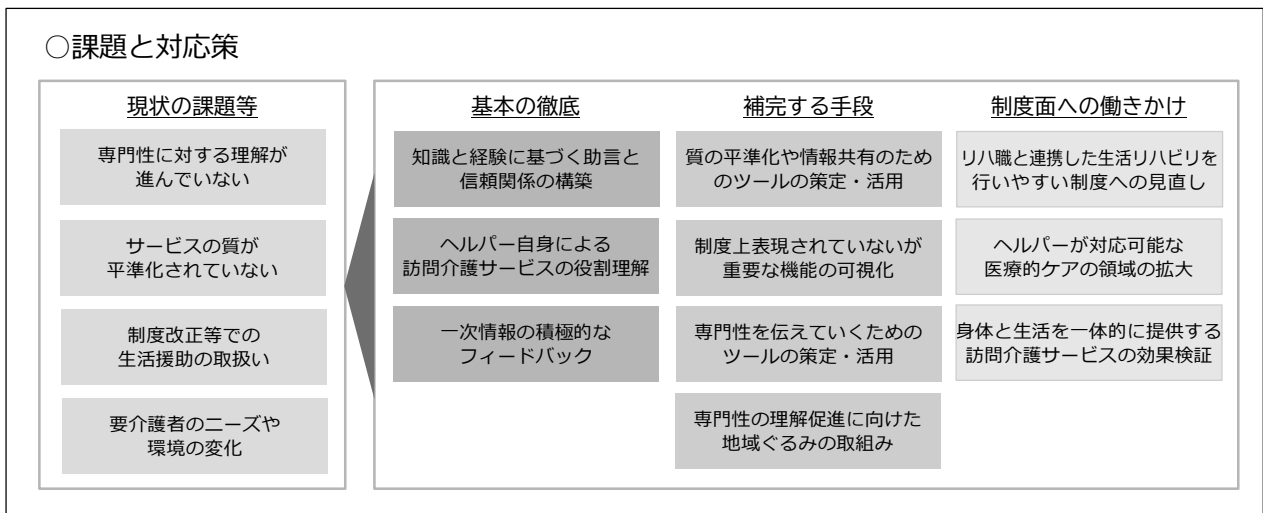 ○課題と対応策
現状の課題等
専門性に対する理解が
進んでいない
サービスの質が
平準化されていない
制度改正等での
生活援助の取扱い
要介護者のニーズや
環境の変化
基本の徹底
知識と経験に基づく助言と
信頼関係の構築
ヘルパー自身による
訪問介護サービスの役割理解
一次情報の積極的な
フィードバック
補完する手段
質の平準化や情報共有のため
のツールの策定・活用
制度上表現されていないが
重要な機能の可視化
専門性を伝えていくための
ツールの策定・活用
専門性の理解促進に向けた
地域ぐるみの取組み
制度面への働きかけ
リハ職と連携した生活リハビリを
行いやすい制度への見直し
ヘルパーが対応可能な
医療的ケアの領域の拡大
身体と生活を一体的に提供する
訪問介護サービスの効果検証